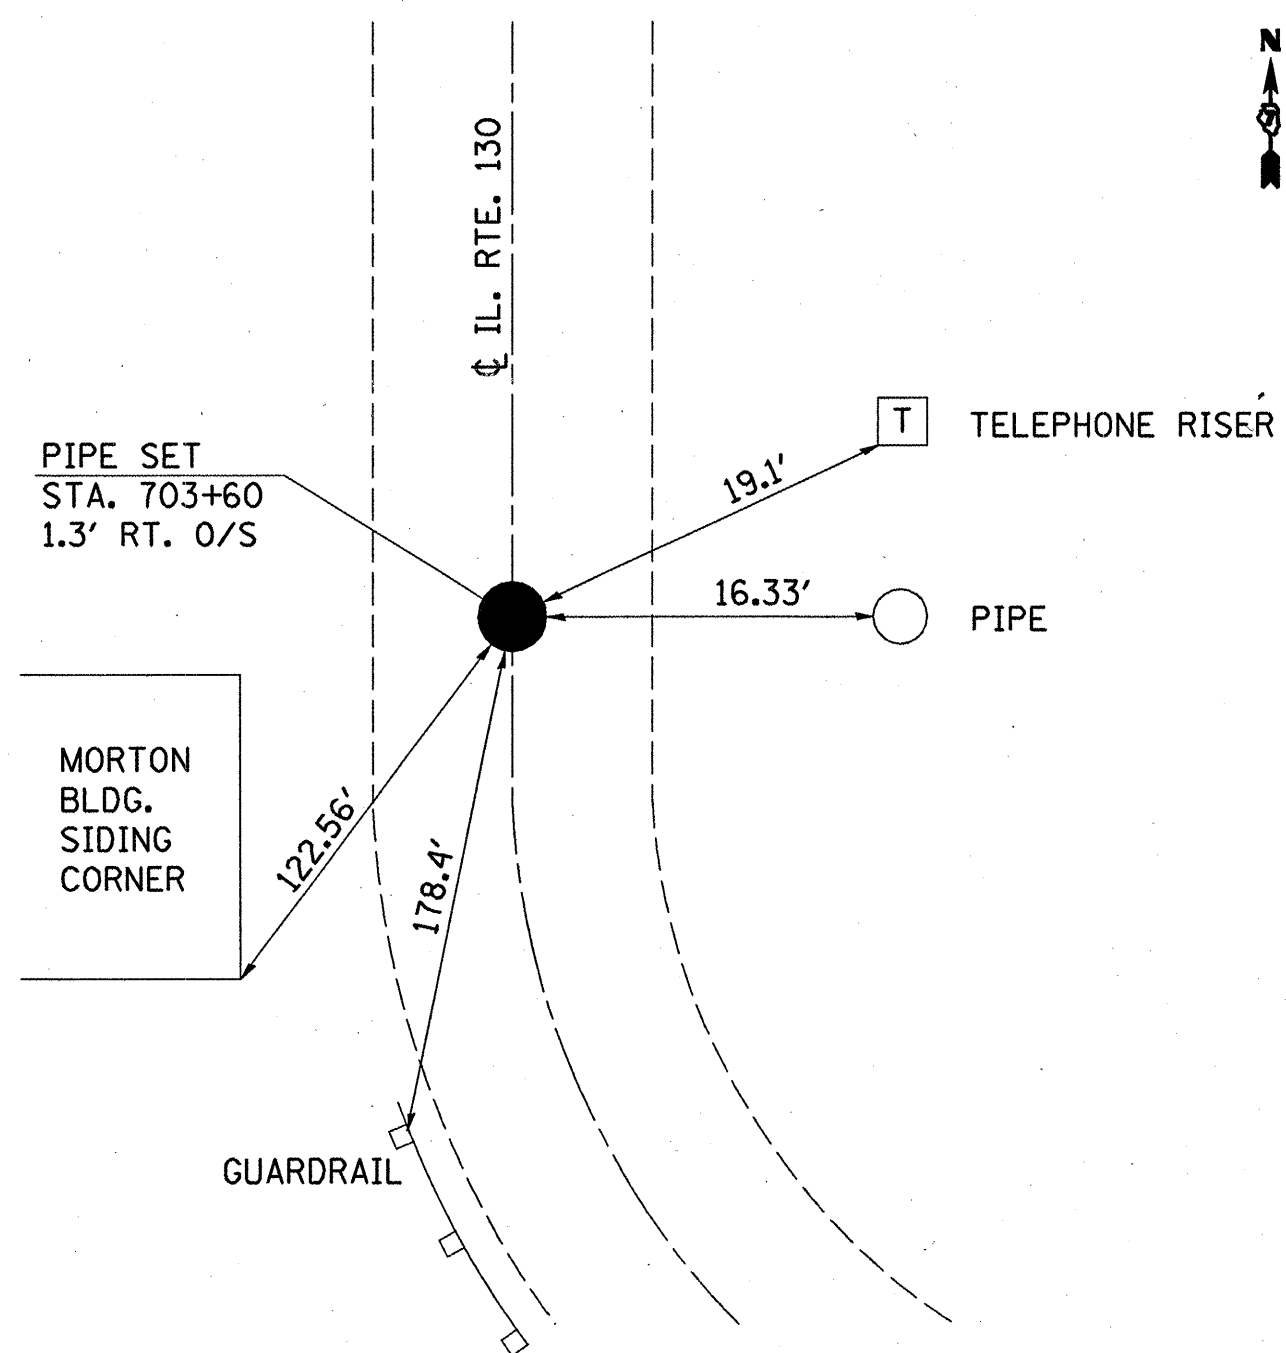 N
℄ IL. RTE. 130
T
TELEPHONE RISER
PIPE SET
STA. 703+60
1.3' RT. O/S
19.1'
16.33'
PIPE
MORTON
BLDG.
SIDING
CORNER
122.56'
178.4'
GUARDRAIL